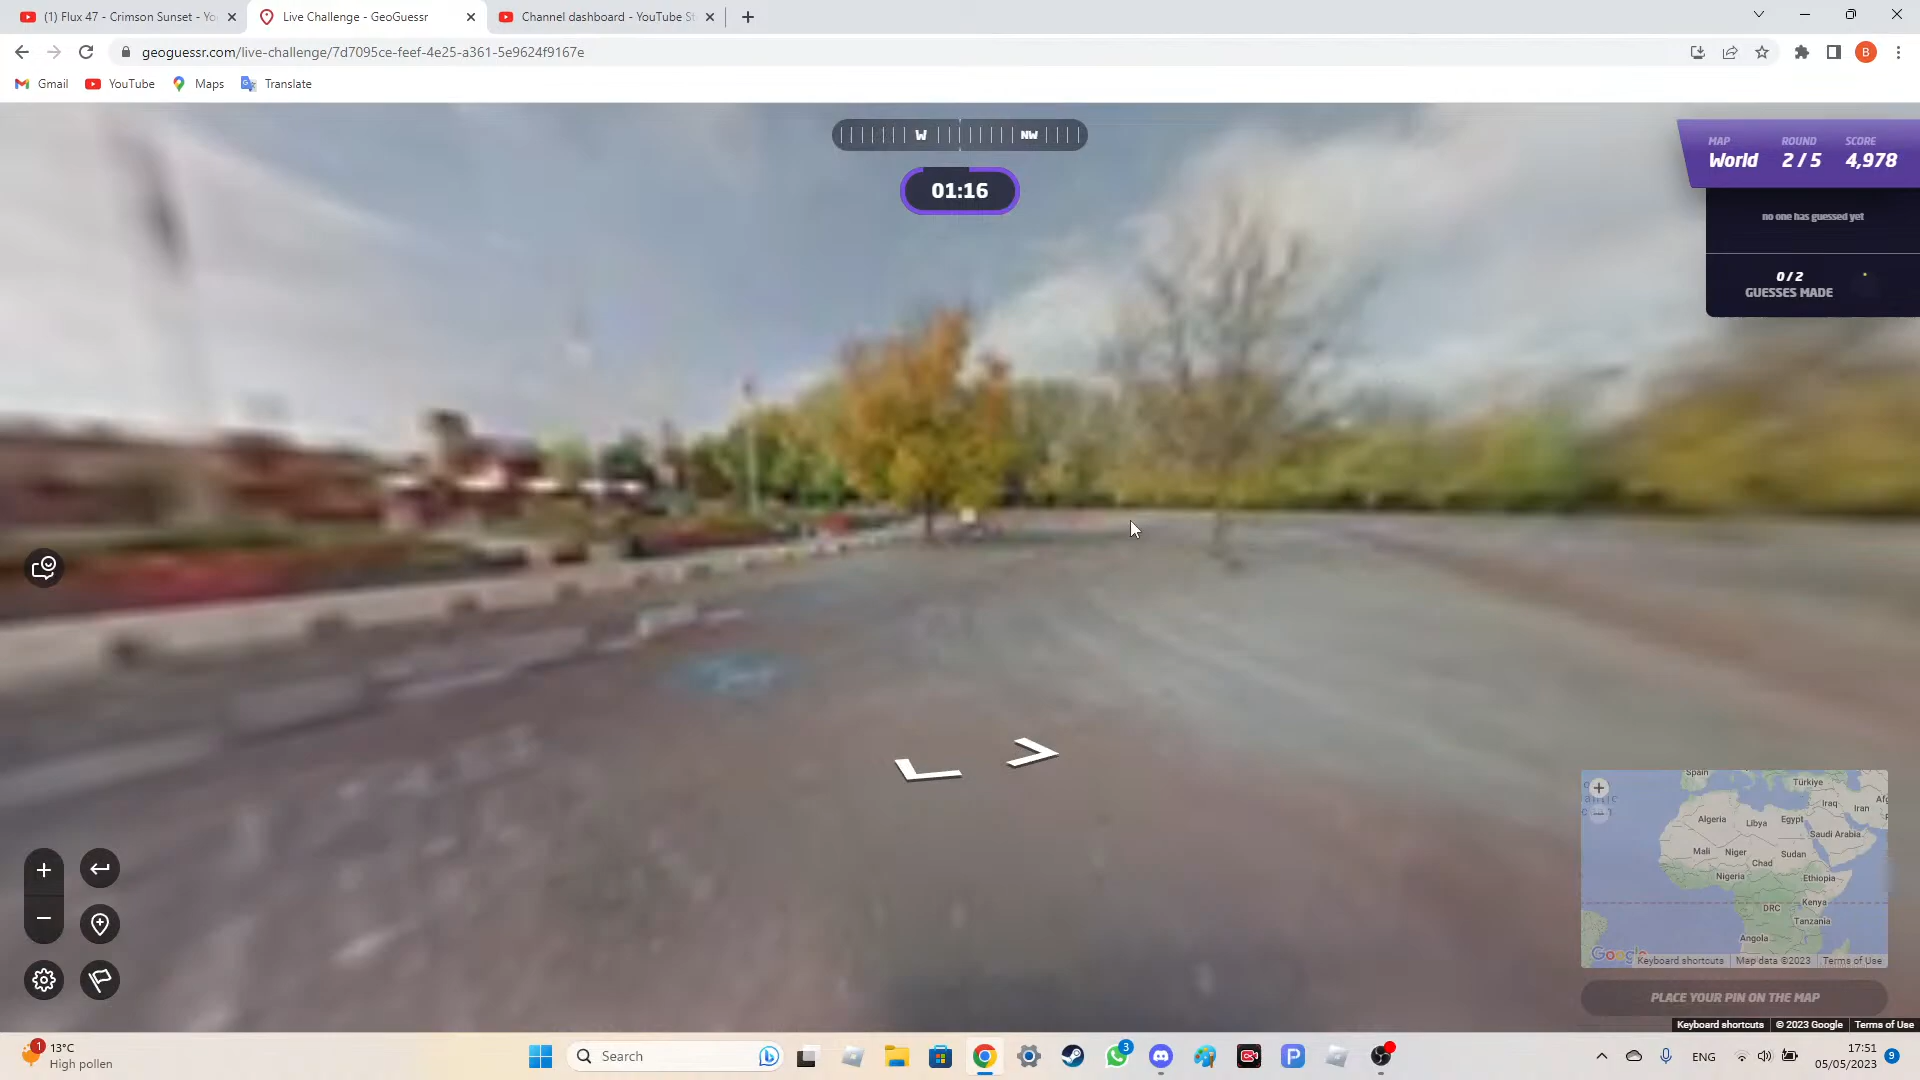 (1) Flux 47 - Crimson Sunset - Yo
Live Challenge - GeoGuessr
Channel dashboard - YouTube St
geoguessr.com/live-challenge/7d7095ce-feef-4e25-a361-5e9624f9167e
B
Gmail
YouTube
Maps
Translate
W
NW
01:16
MAP
ROUND
SCORE
World
2 / 5
4,978
no one has guessed yet
0 / 2
GUESSES MADE
Spain
Türkiye
Iraq
Iran
Algeria
Libya
Egypt
Saudi Arabia
Mali
Niger
Chad
Sudan
Nigeria
Ethiopia
DRC
Kenya
Tanzania
Angola
Google
Keyboard shortcuts
Map data ©2023
Terms of Use
PLACE YOUR PIN ON THE MAP
Keyboard shortcuts
© 2023 Google
Terms of Use
1
13°C
High pollen
Search
3
ENG
17:51
05/05/2023
9